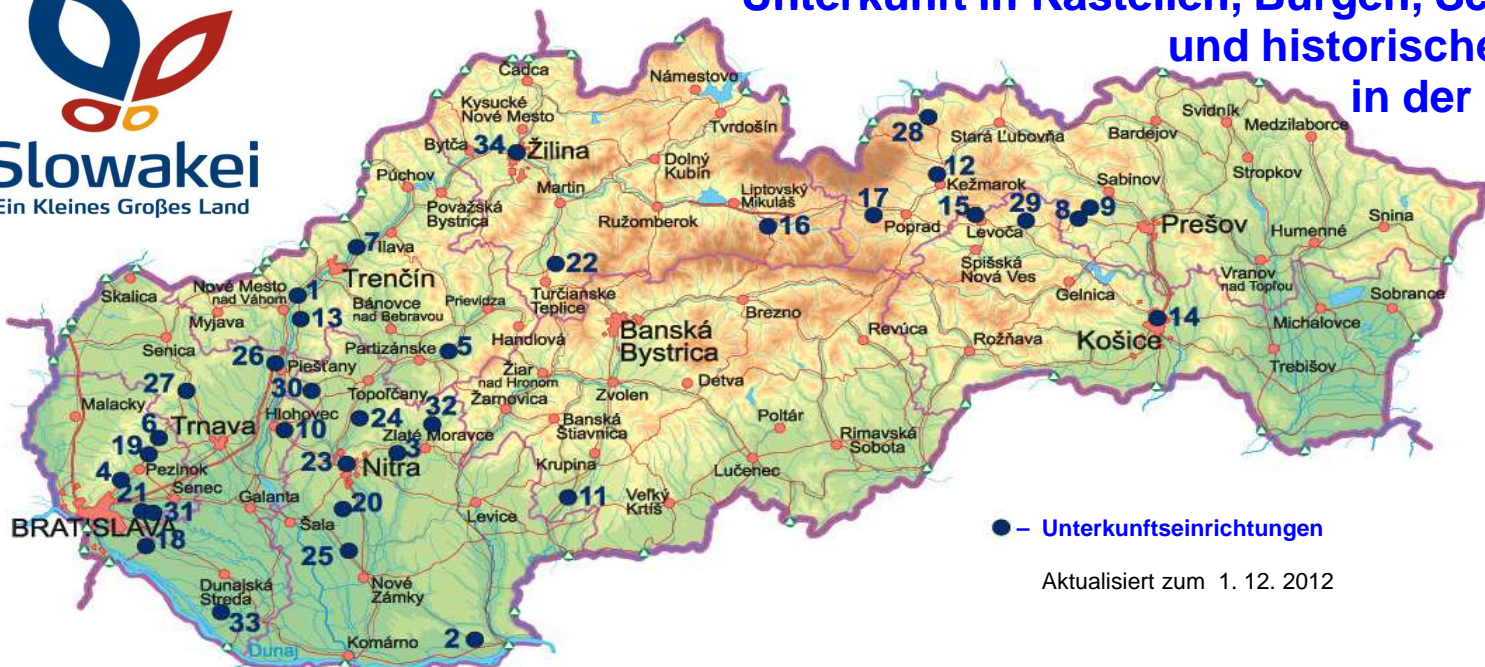 Unterkunft in Kastellen, Burgen,
und historische
in der
Slowakei
Ein Kleines Großes Land
Čadca
Námestovo
Kysucké
Nové Mesto
Tvrdošín
28
Stará Ľubovňa
Bardejov
Svidník
Medzilaborce
Bytča
34
Žilina
Dolný
Kubín
Púchov
Martin
12
Kežmarok
Sabinov
Stropkov
Považská
Bystrica
Ružomberok
Liptovský
Mikuláš
17
15
29
8
9
Snina
16
Poprad
Levoča
Prešov
Humenné
7
Ilava
22
Spišská
Nová Ves
Vranov
nad Topľou
Trenčín
Skalica
Nové Mesto
nad Váhom
1
Bánovce
nad Bebravou
Prievidza
Turčianske
Teplice
Gelnica
Sobrance
Myjava
13
Brezno
14
Michalovce
Senica
Handlová
Banská
Bystrica
Revúca
Rožňava
Košice
Partizánske
5
26
Piešťany
Žiar
nad Hronom
Trebišov
27
30
Topoľčany
Žarnovica
Zvolen
Detva
Malacky
Hlohovec
24
32
Poltár
6
Trnava
10
Zlaté Moravce
Banská
Štiavnica
Rimavská
Sobota
19
3
4
Pezinok
23
Nitra
Krupina
Lučenec
21
Senec
Galanta
20
11
Veľký
Krtíš
31
Levice
BRATISLAVA
Šala
– Unterkunftseinrichtungen
18
25
Dunajská
Streda
Nové
Zámky
Aktualisiert zum 1. 12. 2012
33
2
Komárno
Dunaj